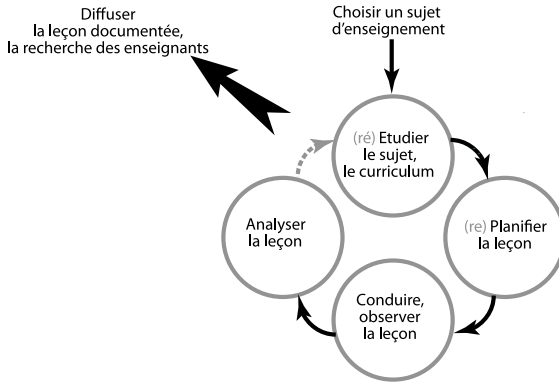 Diffuser
la leçon documentée,
la recherche des enseignants
Choisir un sujet
d'enseignement
(ré) Etudier
le sujet,
le curriculum
(re) Planifier
la leçon
Conduire,
observer
la leçon
Analyser
la leçon